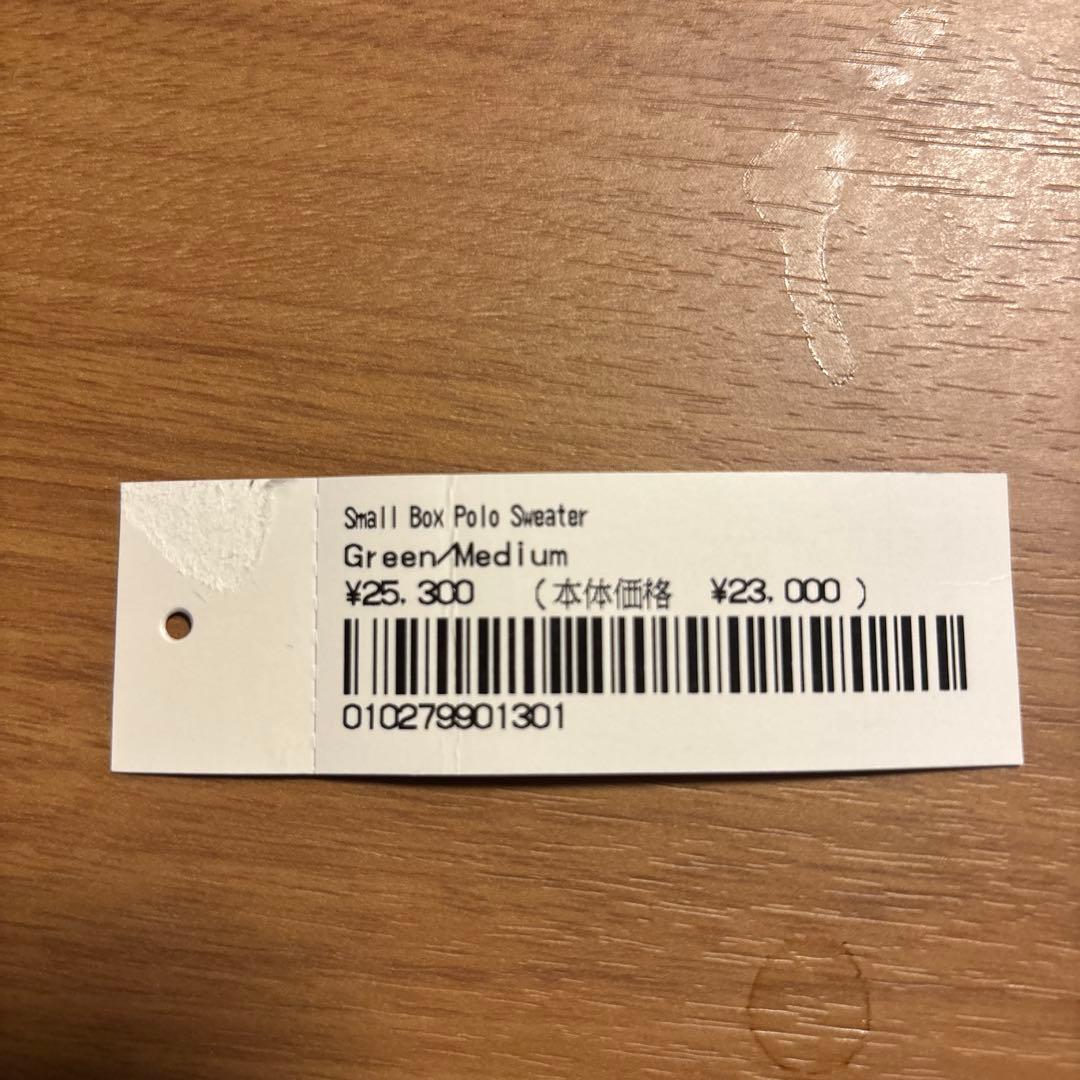 Small Box Polo Sweater
Green/Medium
¥25.300 (本体価格 ¥23.000)
010279901301